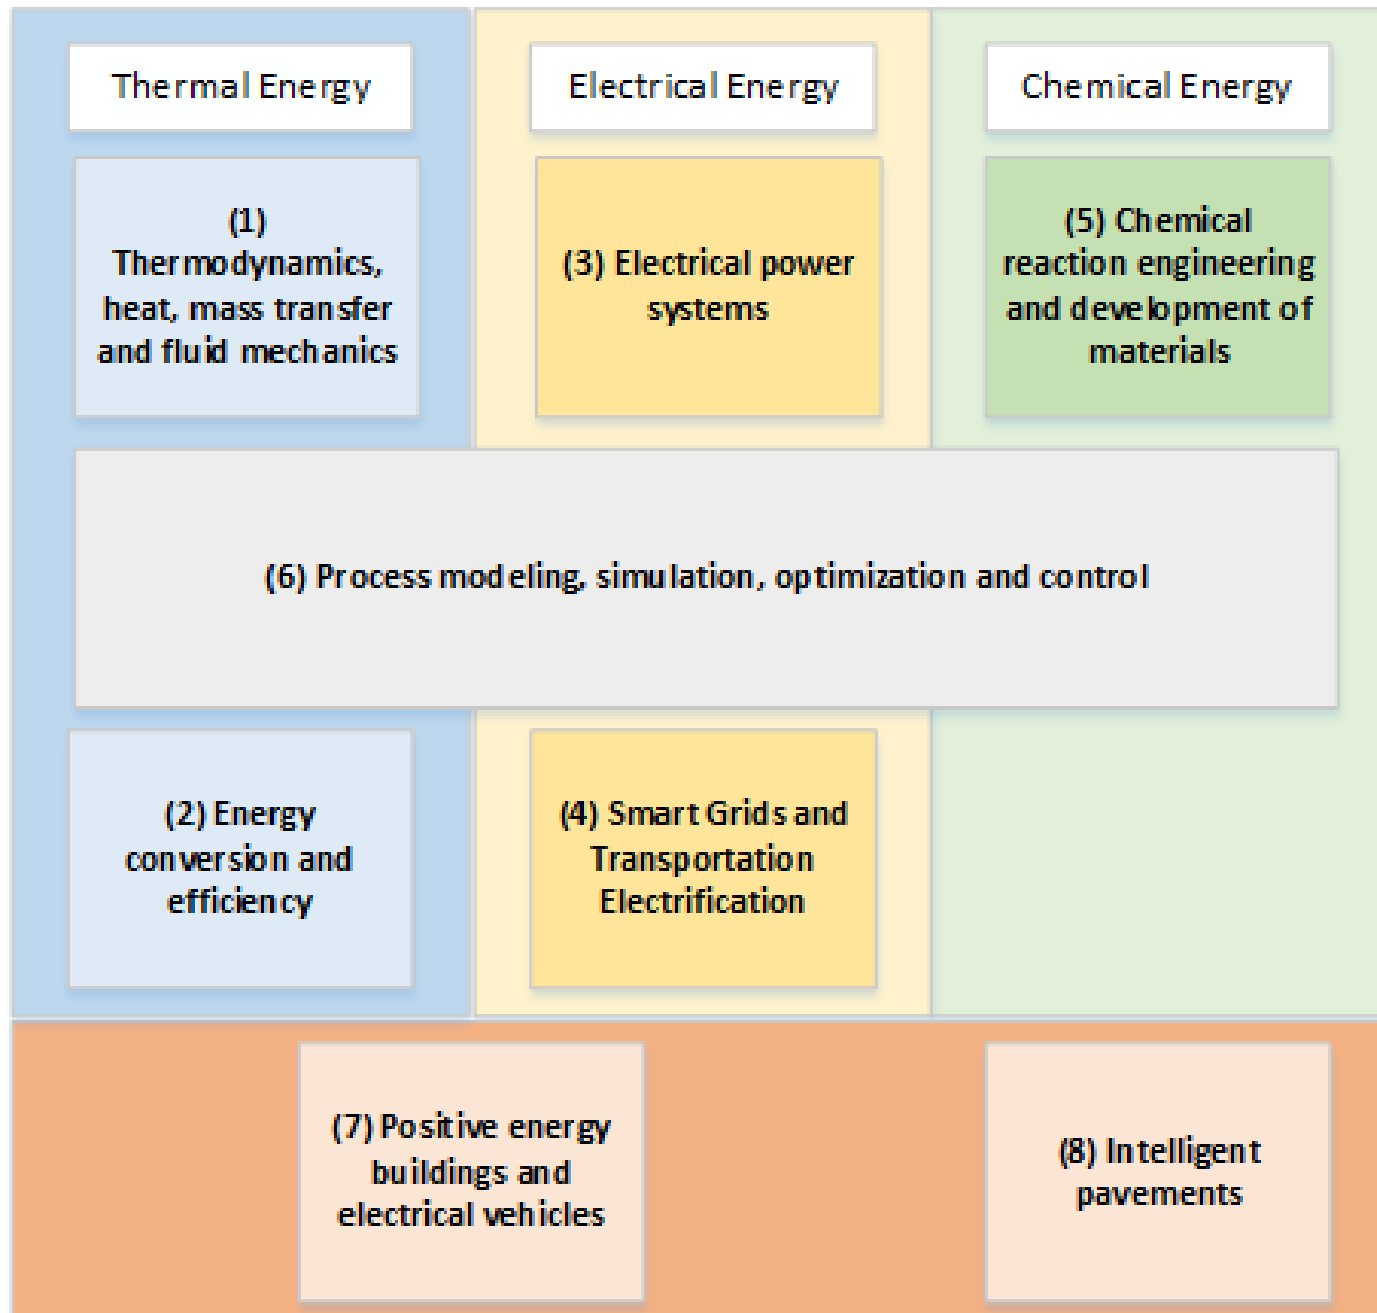 Thermal Energy
Electrical Energy
Chemical Energy
(1)
Thermodynamics,
heat, mass transfer
and fluid mechanics
(3) Electrical power
systems
(5) Chemical
reaction engineering
and development of
materials
(6) Process modeling, simulation, optimization and control
(2) Energy
conversion and
efficiency
(4) Smart Grids and
Transportation
Electrification
(7) Positive energy
buildings and
electrical vehicles
(8) Intelligent
pavements